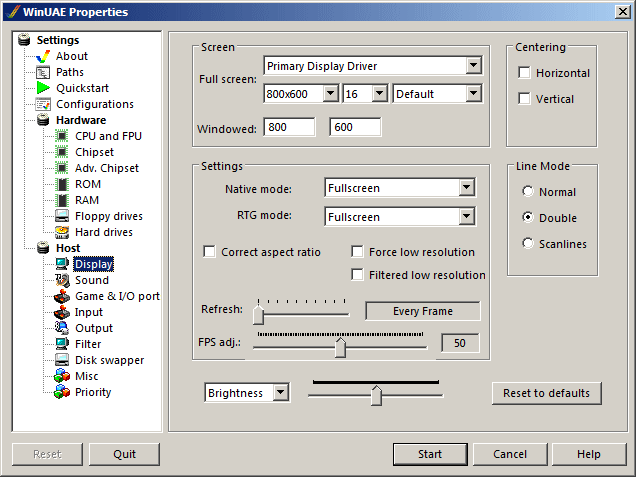 WinUAE Properties
Settings
About
Paths
Quickstart
Configurations
Hardware
CPU and FPU
Chipset
Adv. Chipset
ROM
RAM
Floppy drives
Hard drives
Host
Display
Sound
Game & I/O port
Input
Output
Filter
Disk swapper
Misc
Priority
Screen
Full screen: Primary Display Driver
800x600 16 Default
Windowed: 800 600
Centering
Horizontal
Vertical
Settings
Native mode: Fullscreen
RTG mode: Fullscreen
Correct aspect ratio Force low resolution
Filtered low resolution
Refresh: Every Frame
FPS adj.: 50
Line Mode
Normal
Double
Scanlines
Brightness Reset to defaults
Reset Quit Start Cancel Help